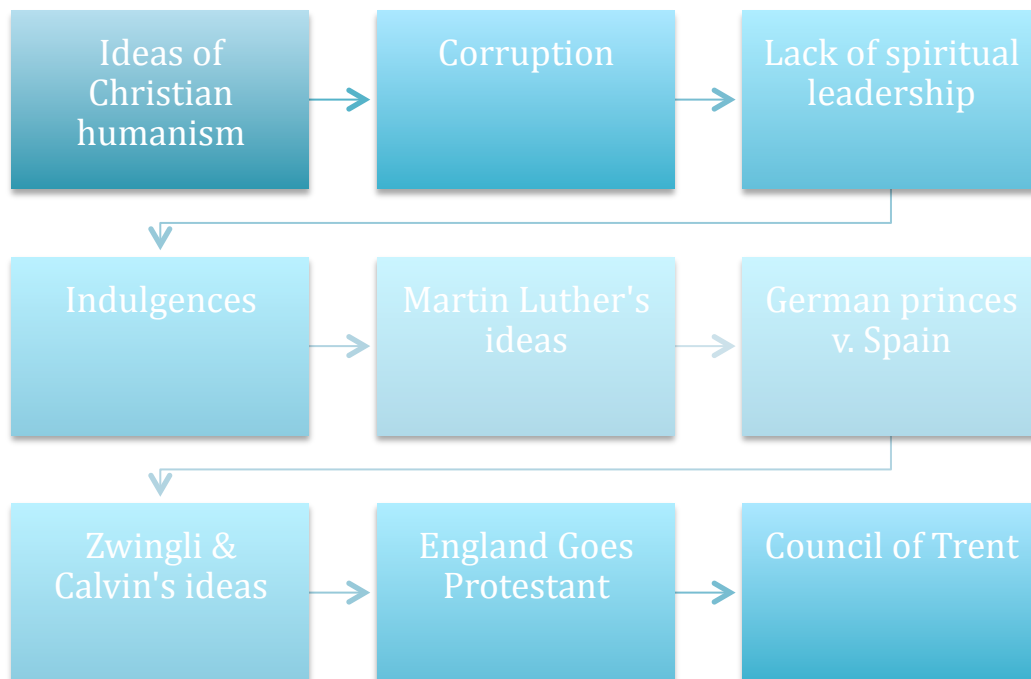 Ideas of
Christian
humanism
Corruption
Lack of spiritual
leadership
Indulgences
Martin Luther's
ideas
German princes
v. Spain
Zwingli &
Calvin's ideas
England Goes
Protestant
Council of Trent